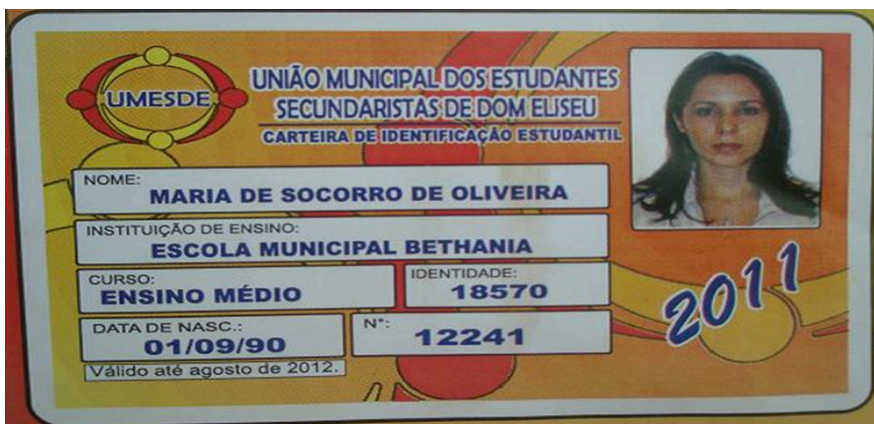 UMESDE
UNIÃO MUNICIPAL DOS ESTUDANTES
SECUNDARISTAS DE DOM ELISEU
CARTEIRA DE IDENTIFICAÇÃO ESTUDANTIL
NOME:
MARIA DE SOCORRO DE OLIVEIRA
INSTITUIÇÃO DE ENSINO:
ESCOLA MUNICIPAL BETHANIA
CURSO:
ENSINO MÉDIO
IDENTIDADE:
18570
DATA DE NASC.:
01/09/90
N°:
12241
Válido até agosto de 2012.
2011